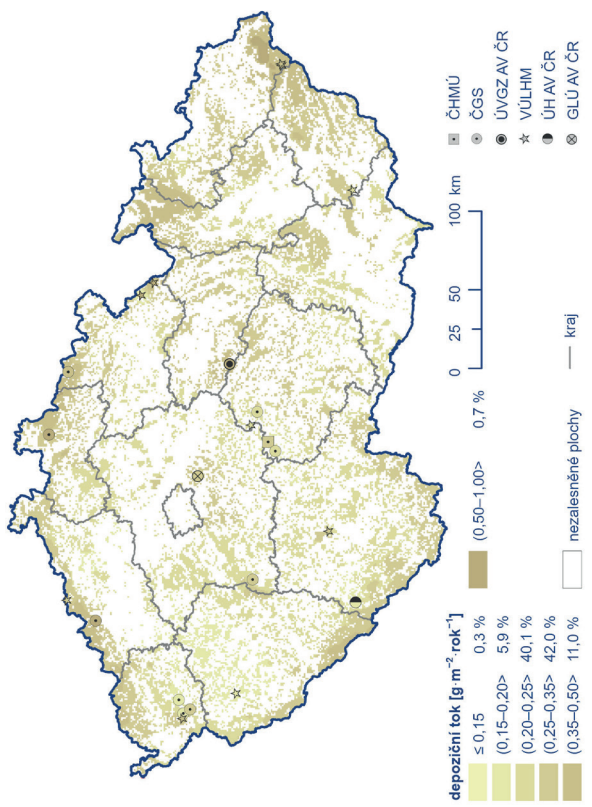 depoziční tok [g·m⁻²·rok⁻¹]
≤ 0,15 0,3 %
(0,15–0,20> 5,9 %
(0,20–0,25> 40,1 %
(0,25–0,35> 42,0 %
(0,35–0,50> 11,0 %
(0,50–1,00> 0,7 %
nezalesněné plochy
kraj
0 25 50 100 km
ČHMÚ
ČGS
ÚVGZ AV ČR
VÚLHM
ÚH AV ČR
GLÚ AV ČR